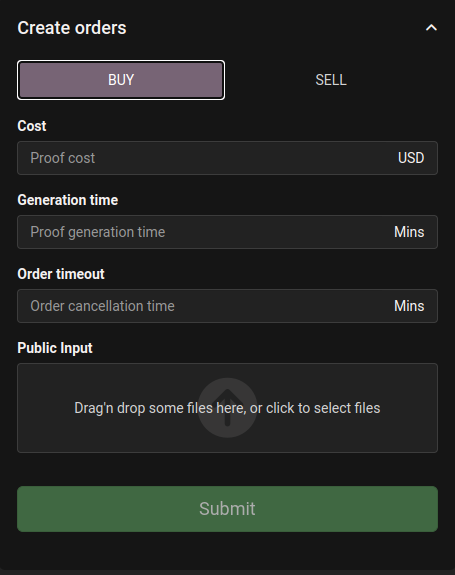 Create orders
BUY
SELL
Cost
Proof cost
USD
Generation time
Proof generation time
Mins
Order timeout
Order cancellation time
Mins
Public Input
Drag'n drop some files here, or click to select files
Submit